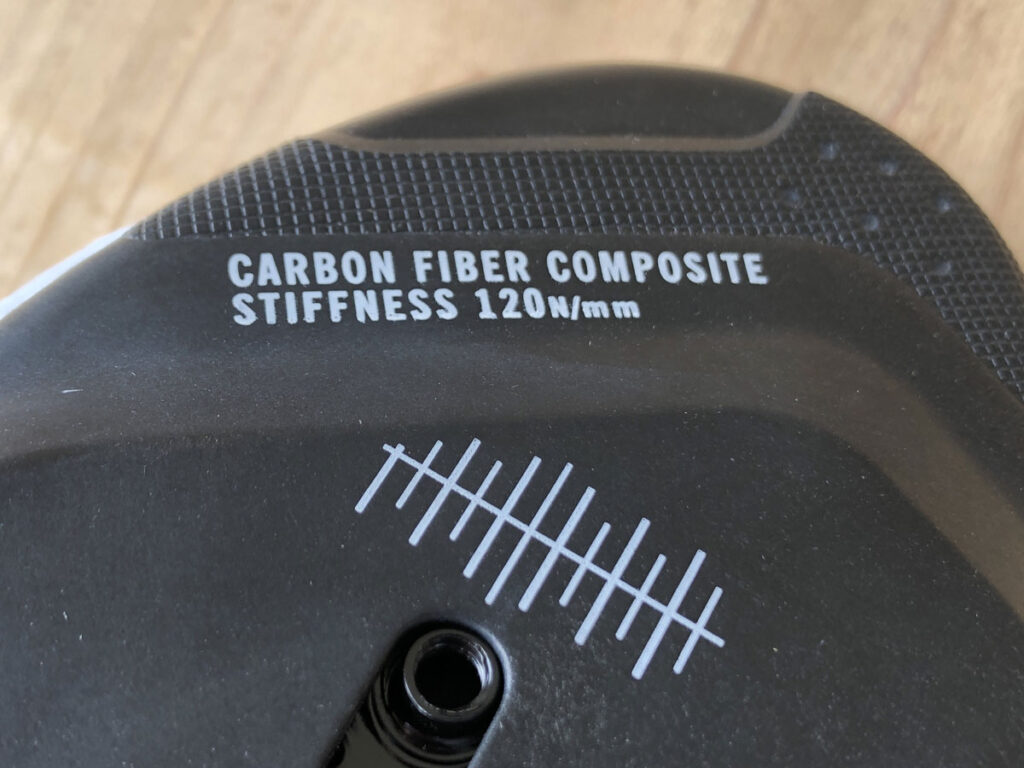 CARBON FIBER COMPOSITE
STIFFNESS 120N/mm